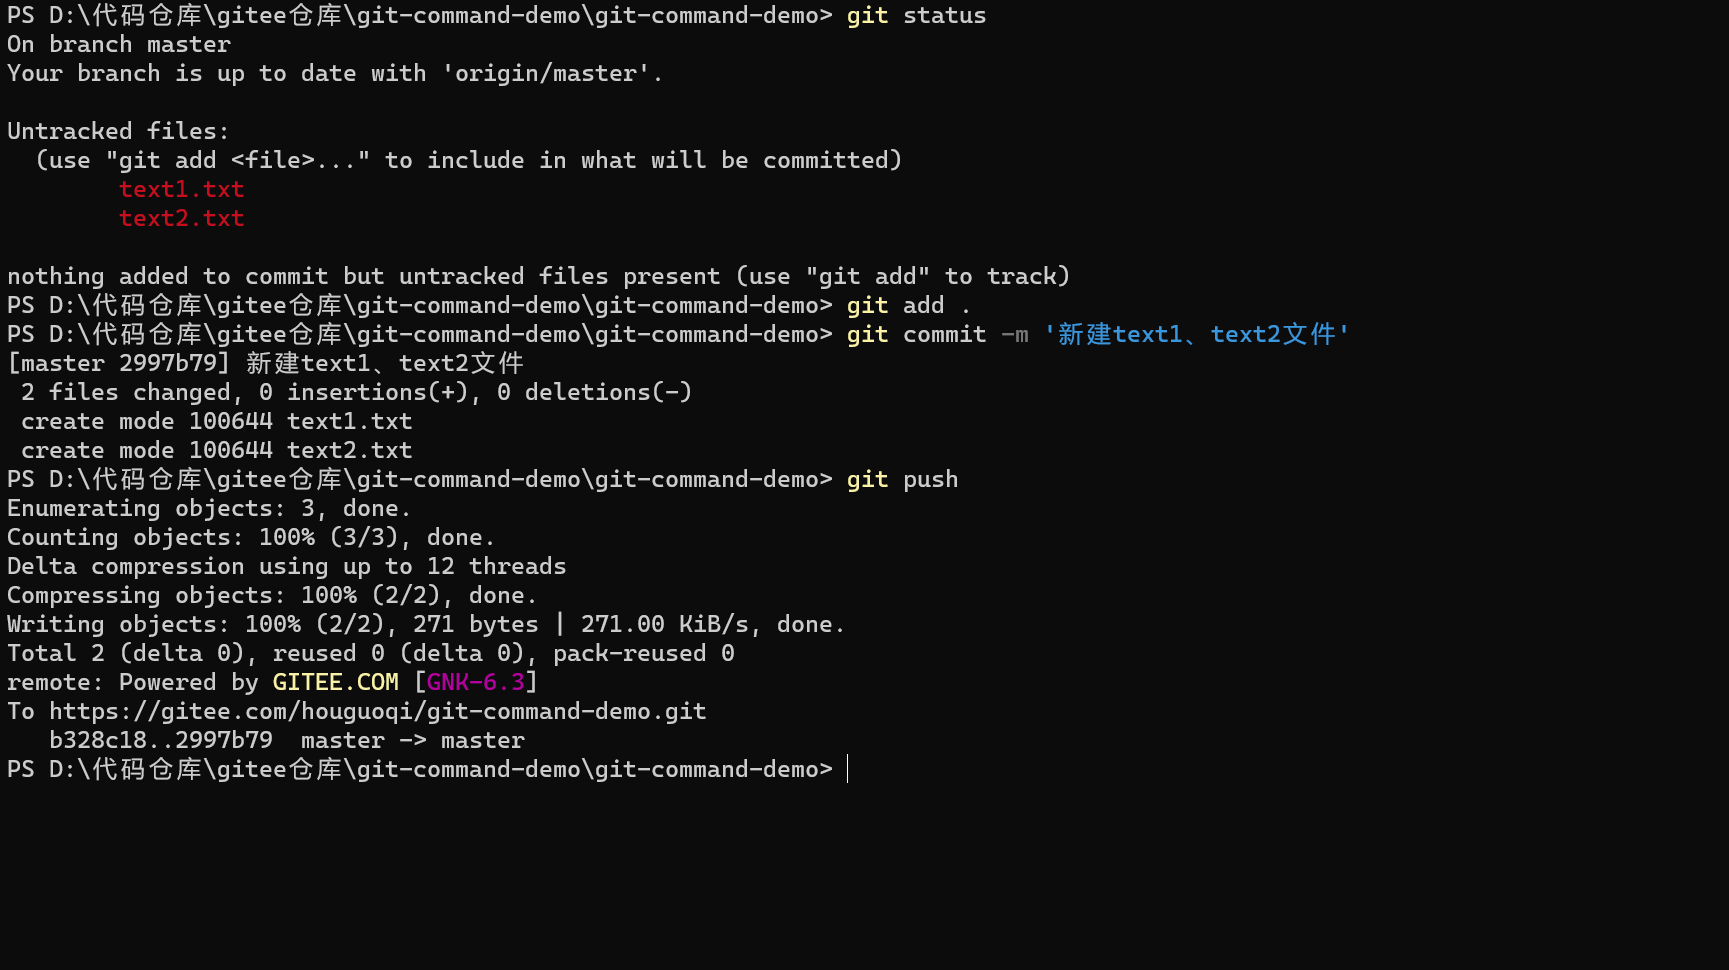 PS D:\代码仓库\gitee仓库\git-command-demo\git-command-demo> git status
On branch master
Your branch is up to date with 'origin/master'.

Untracked files:
  (use "git add <file>..." to include in what will be committed)
        text1.txt
        text2.txt

nothing added to commit but untracked files present (use "git add" to track)
PS D:\代码仓库\gitee仓库\git-command-demo\git-command-demo> git add .
PS D:\代码仓库\gitee仓库\git-command-demo\git-command-demo> git commit -m '新建text1、text2文件'
[master 2997b79] 新建text1、text2文件
 2 files changed, 0 insertions(+), 0 deletions(-)
 create mode 100644 text1.txt
 create mode 100644 text2.txt
PS D:\代码仓库\gitee仓库\git-command-demo\git-command-demo> git push
Enumerating objects: 3, done.
Counting objects: 100% (3/3), done.
Delta compression using up to 12 threads
Compressing objects: 100% (2/2), done.
Writing objects: 100% (2/2), 271 bytes | 271.00 KiB/s, done.
Total 2 (delta 0), reused 0 (delta 0), pack-reused 0
remote: Powered by GITEE.COM [GNK-6.3]
To https://gitee.com/houguoqi/git-command-demo.git
   b328c18..2997b79  master -> master
PS D:\代码仓库\gitee仓库\git-command-demo\git-command-demo>